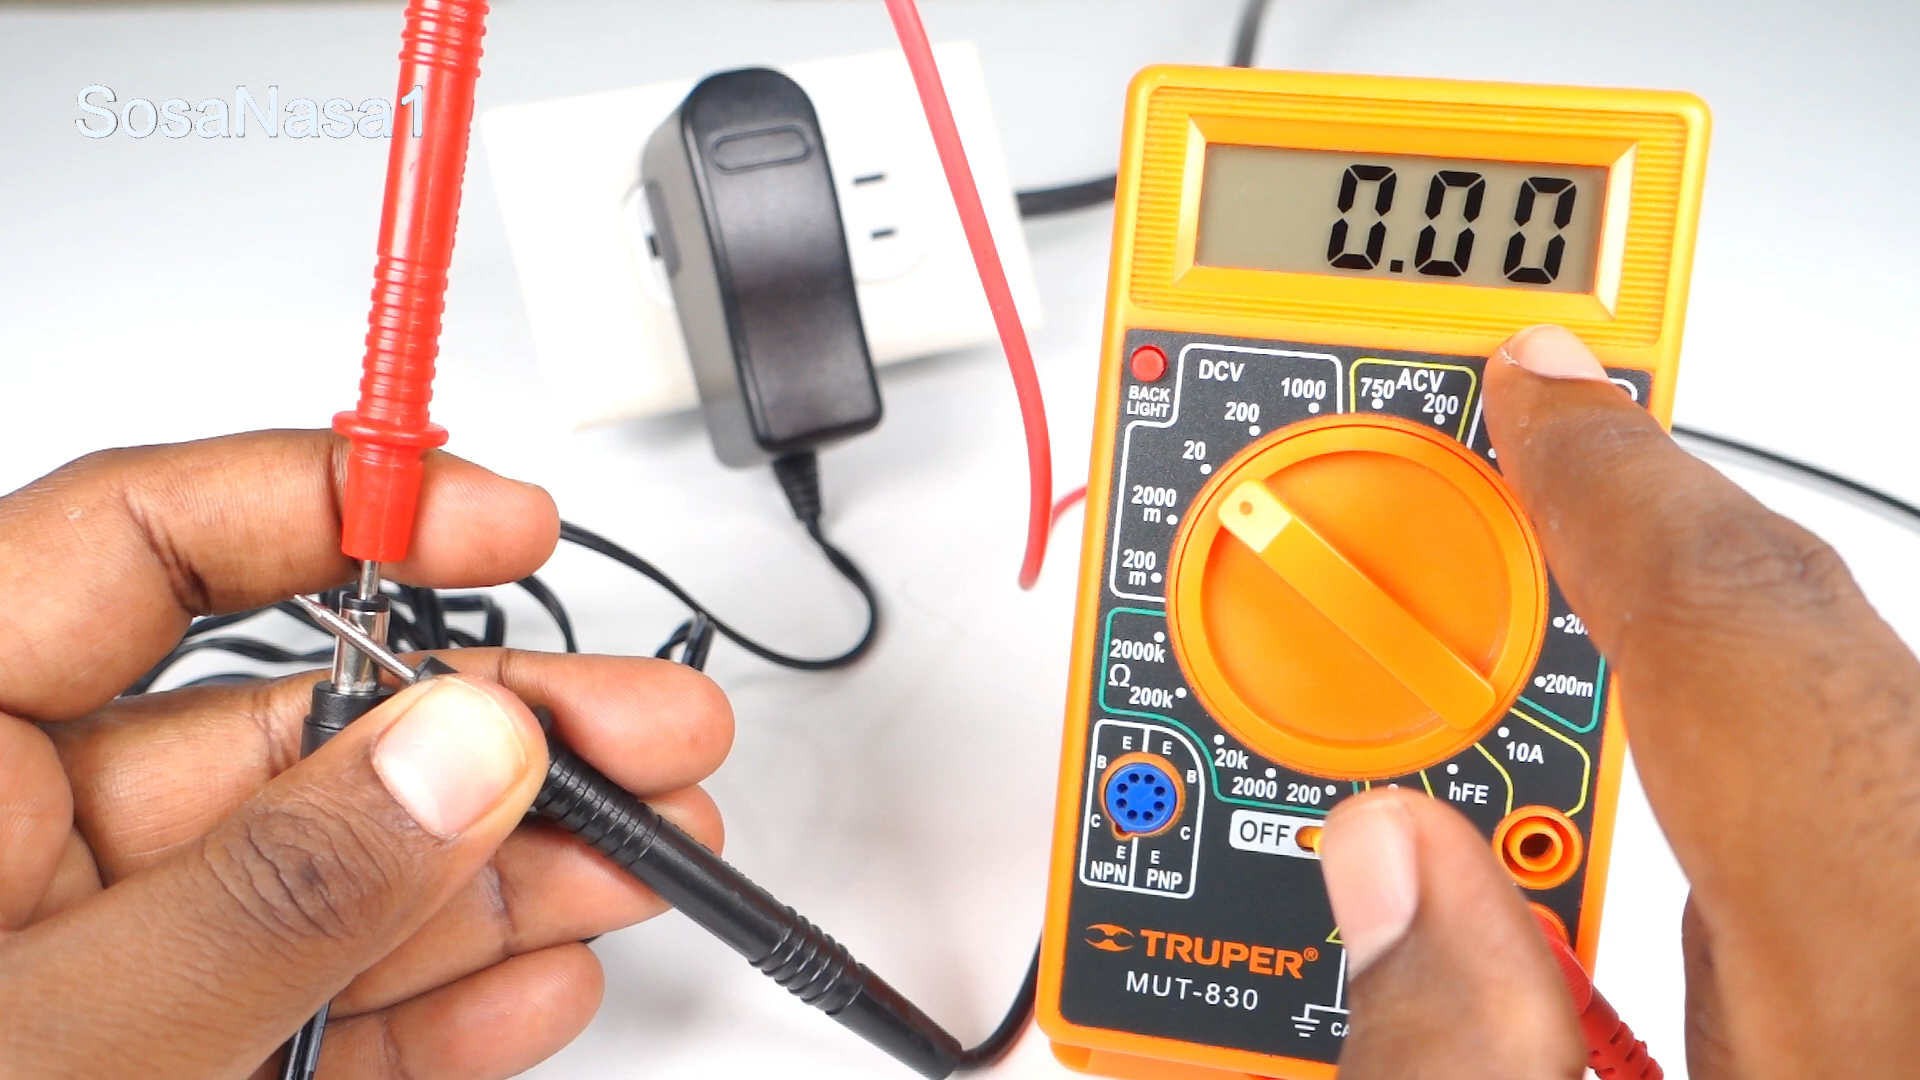 SosaNasa1
0.00
BACK
LIGHT
DCV
1000
200
20
2000
m
200
m
750 ACV
200
2000k
Ω
200k
20k
2000
200
200m
10A
hFE
OFF
E E
B B
C C
E E
NPN PNP
TRUPER®
MUT-830